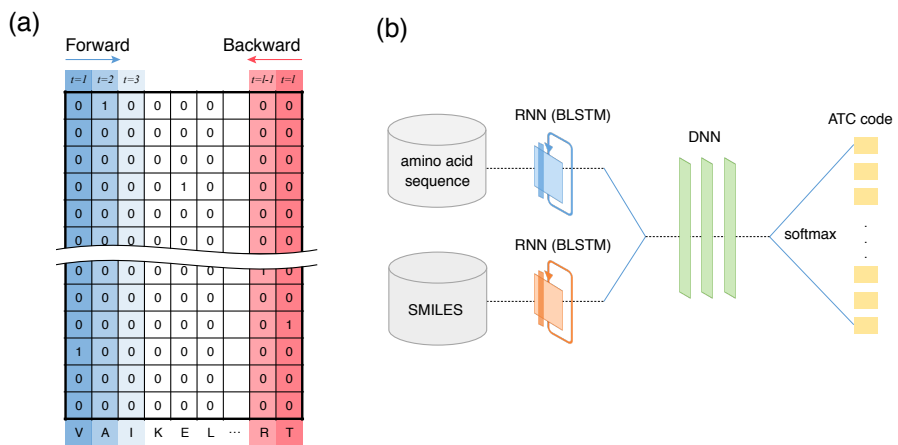 (a)
Forward Backward
t=1 t=2 t=3 t=l-1 t=l
0 1 0 0 0 0 0 0
0 0 0 0 0 0 0 0
0 0 0 0 0 0 0 0
0 0 0 0 1 0 0 0
0 0 0 0 0 0 0 0
0 0 0 0 0 0 0 0
0 0 0 0 0 0 1 0
0 0 0 0 0 0 0 0
0 0 0 0 0 0 0 1
1 0 0 0 0 0 0 0
0 0 0 0 0 0 0 0
0 0 0 0 0 0 0 0
V A I K E L ... R T
(b)
RNN (BLSTM)
amino acid
sequence
RNN (BLSTM)
SMILES
DNN
softmax
ATC code
.
.
.